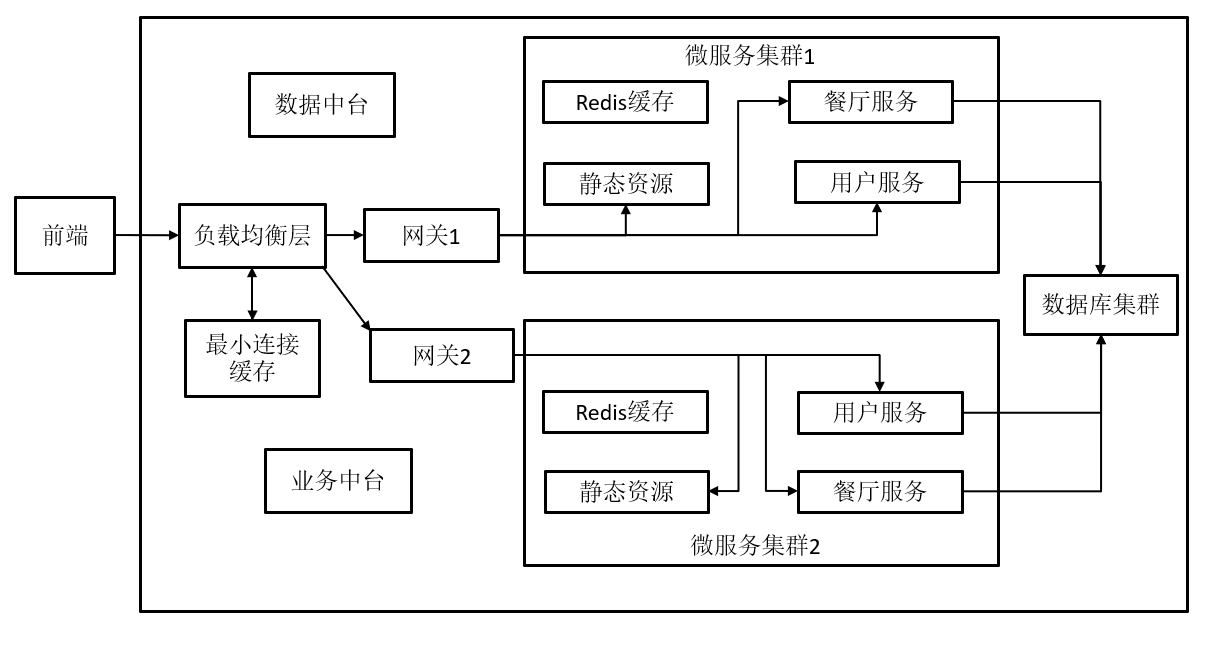 微服务集群1
数据中台
Redis缓存
餐厅服务
静态资源
用户服务
前端
负载均衡层
网关1
数据库集群
最小连接
缓存
网关2
Redis缓存
用户服务
业务中台
静态资源
餐厅服务
微服务集群2